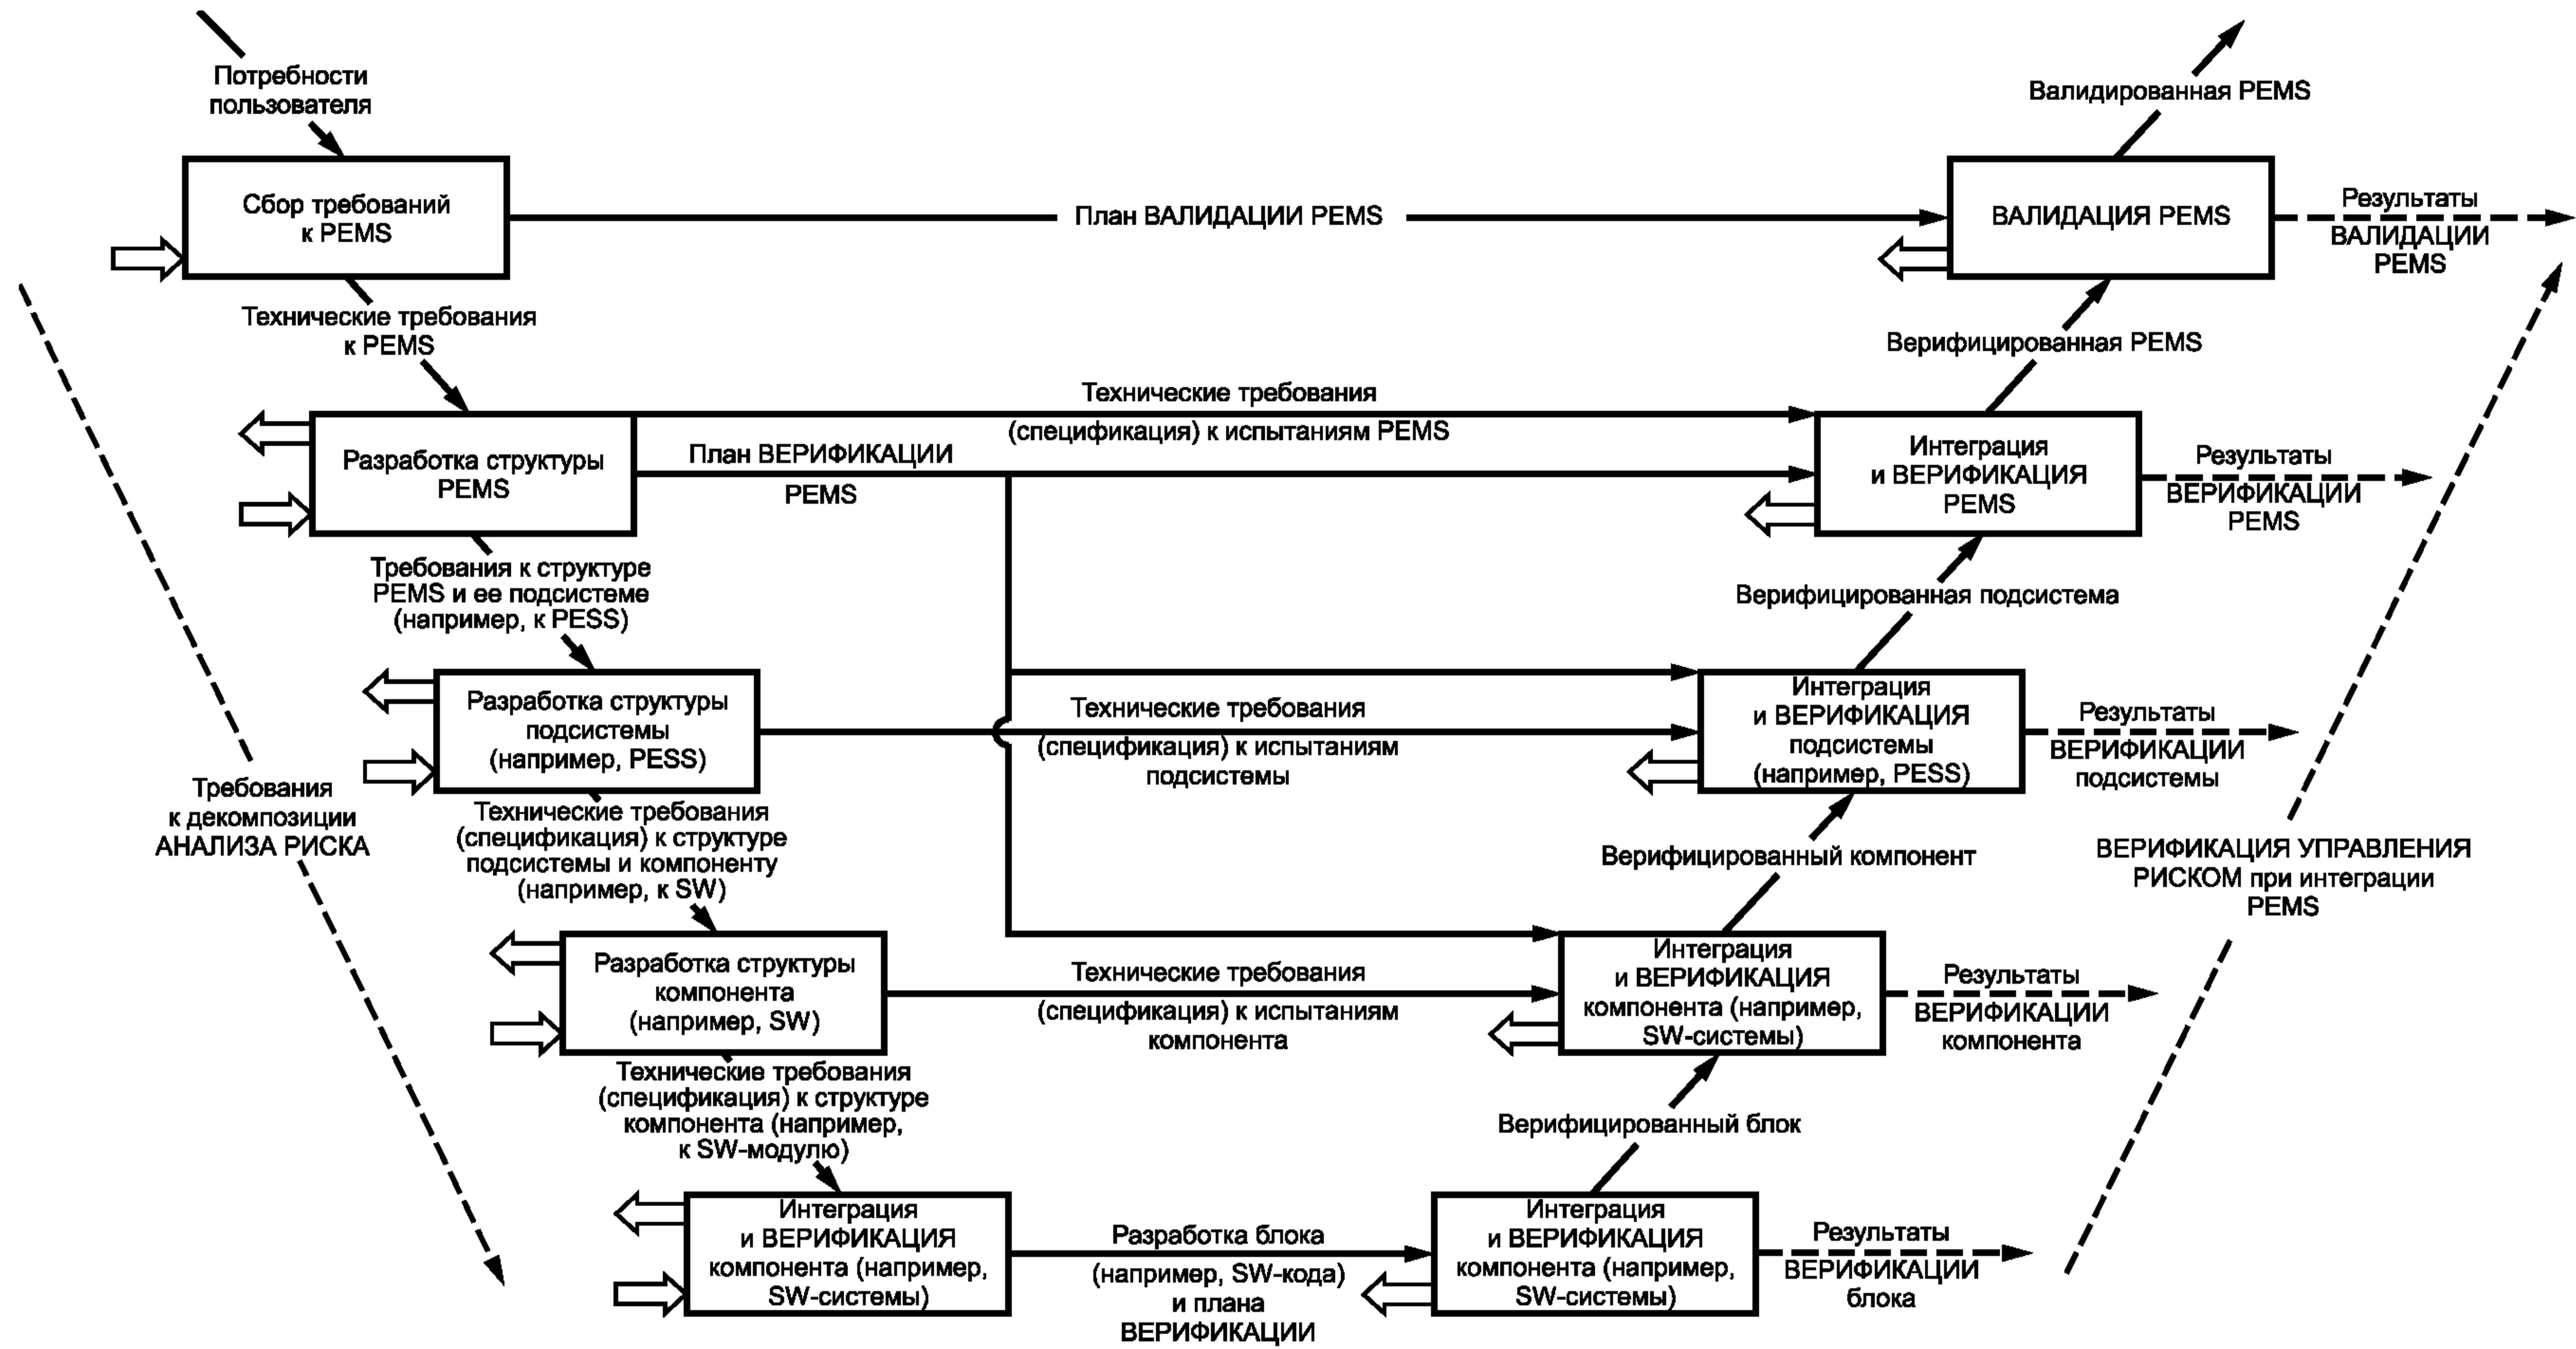 Потребности
пользователя
Валидированная PEMS
Сбор требований
к PEMS
План ВАЛИДАЦИИ PEMS
ВАЛИДАЦИЯ PEMS
Результаты
ВАЛИДАЦИИ
PEMS
Технические требования
к PEMS
Верифицированная PEMS
Разработка структуры
PEMS
Технические требования
(спецификация) к испытаниям PEMS
План ВЕРИФИКАЦИИ
PEMS
Интеграция
и ВЕРИФИКАЦИЯ
PEMS
Результаты
ВЕРИФИКАЦИИ
PEMS
Требования к структуре
PEMS и ее подсистеме
(например, к PESS)
Верифицированная подсистема
Разработка структуры
подсистемы
(например, PESS)
Технические требования
(спецификация) к испытаниям
подсистемы
Интеграция
и ВЕРИФИКАЦИЯ
подсистемы
(например, PESS)
Результаты
ВЕРИФИКАЦИИ
подсистемы
Требования
к декомпозиции
АНАЛИЗА РИСКА
Технические требования
(спецификация) к структуре
подсистемы и компоненту
(например, к SW)
Верифицированный компонент
ВЕРИФИКАЦИЯ УПРАВЛЕНИЯ
РИСКОМ при интеграции
PEMS
Разработка структуры
компонента
(например, SW)
Технические требования
(спецификация) к испытаниям
компонента
Интеграция
и ВЕРИФИКАЦИЯ
компонента (например,
SW-системы)
Результаты
ВЕРИФИКАЦИИ
компонента
Технические требования
(спецификация) к структуре
компонента (например,
к SW-модулю)
Верифицированный блок
Интеграция
и ВЕРИФИКАЦИЯ
компонента (например,
SW-системы)
Разработка блока
(например, SW-кода)
и плана
ВЕРИФИКАЦИИ
Интеграция
и ВЕРИФИКАЦИЯ
компонента (например,
SW-системы)
Результаты
ВЕРИФИКАЦИИ
блока